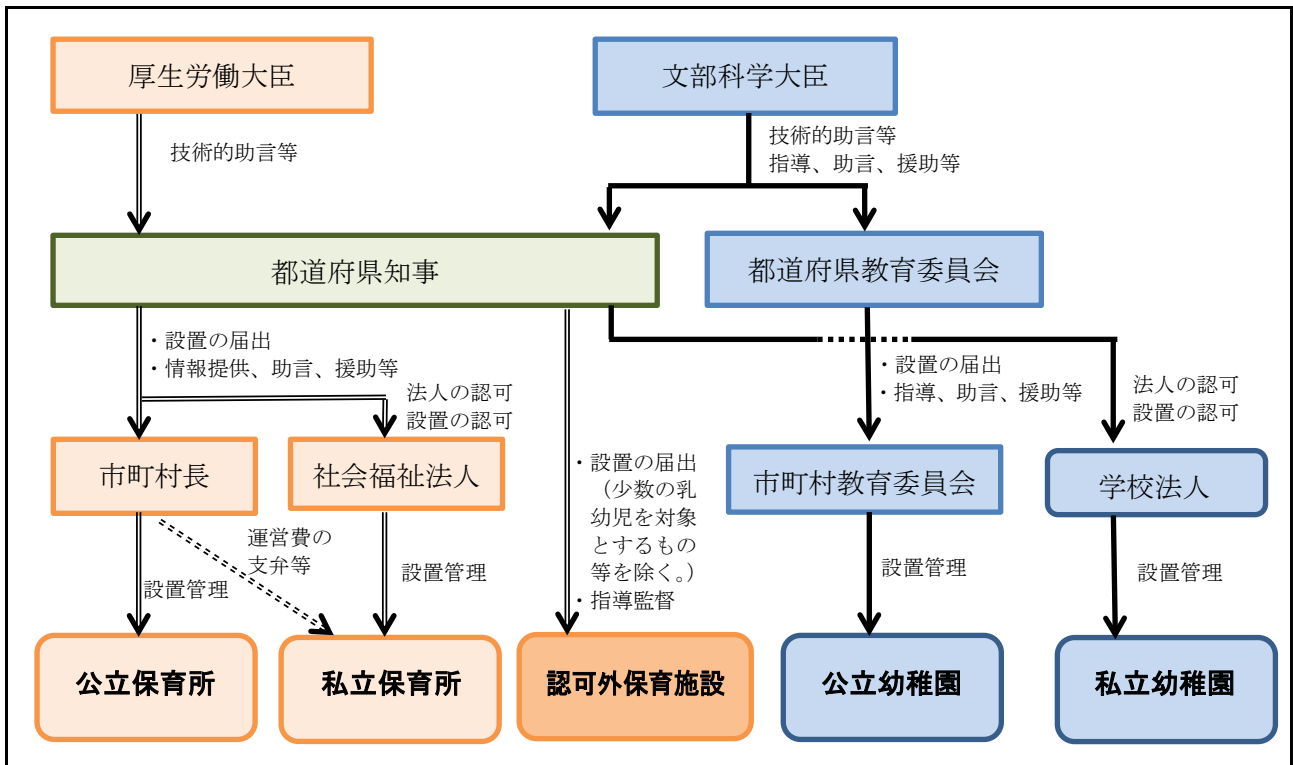 厚生労働大臣
文部科学大臣
技術的助言等
技術的助言等
指導、助言、援助等
都道府県知事
都道府県教育委員会
・設置の届出
・情報提供、助言、援助等
法人の認可
設置の認可
・設置の届出
・指導、助言、援助等
法人の認可
設置の認可
市町村長
社会福祉法人
・設置の届出
（少数の乳
幼児を対象
とするもの
等を除く。）
・指導監督
市町村教育委員会
学校法人
運営費の
支弁等
設置管理
設置管理
設置管理
設置管理
公立保育所
私立保育所
認可外保育施設
公立幼稚園
私立幼稚園